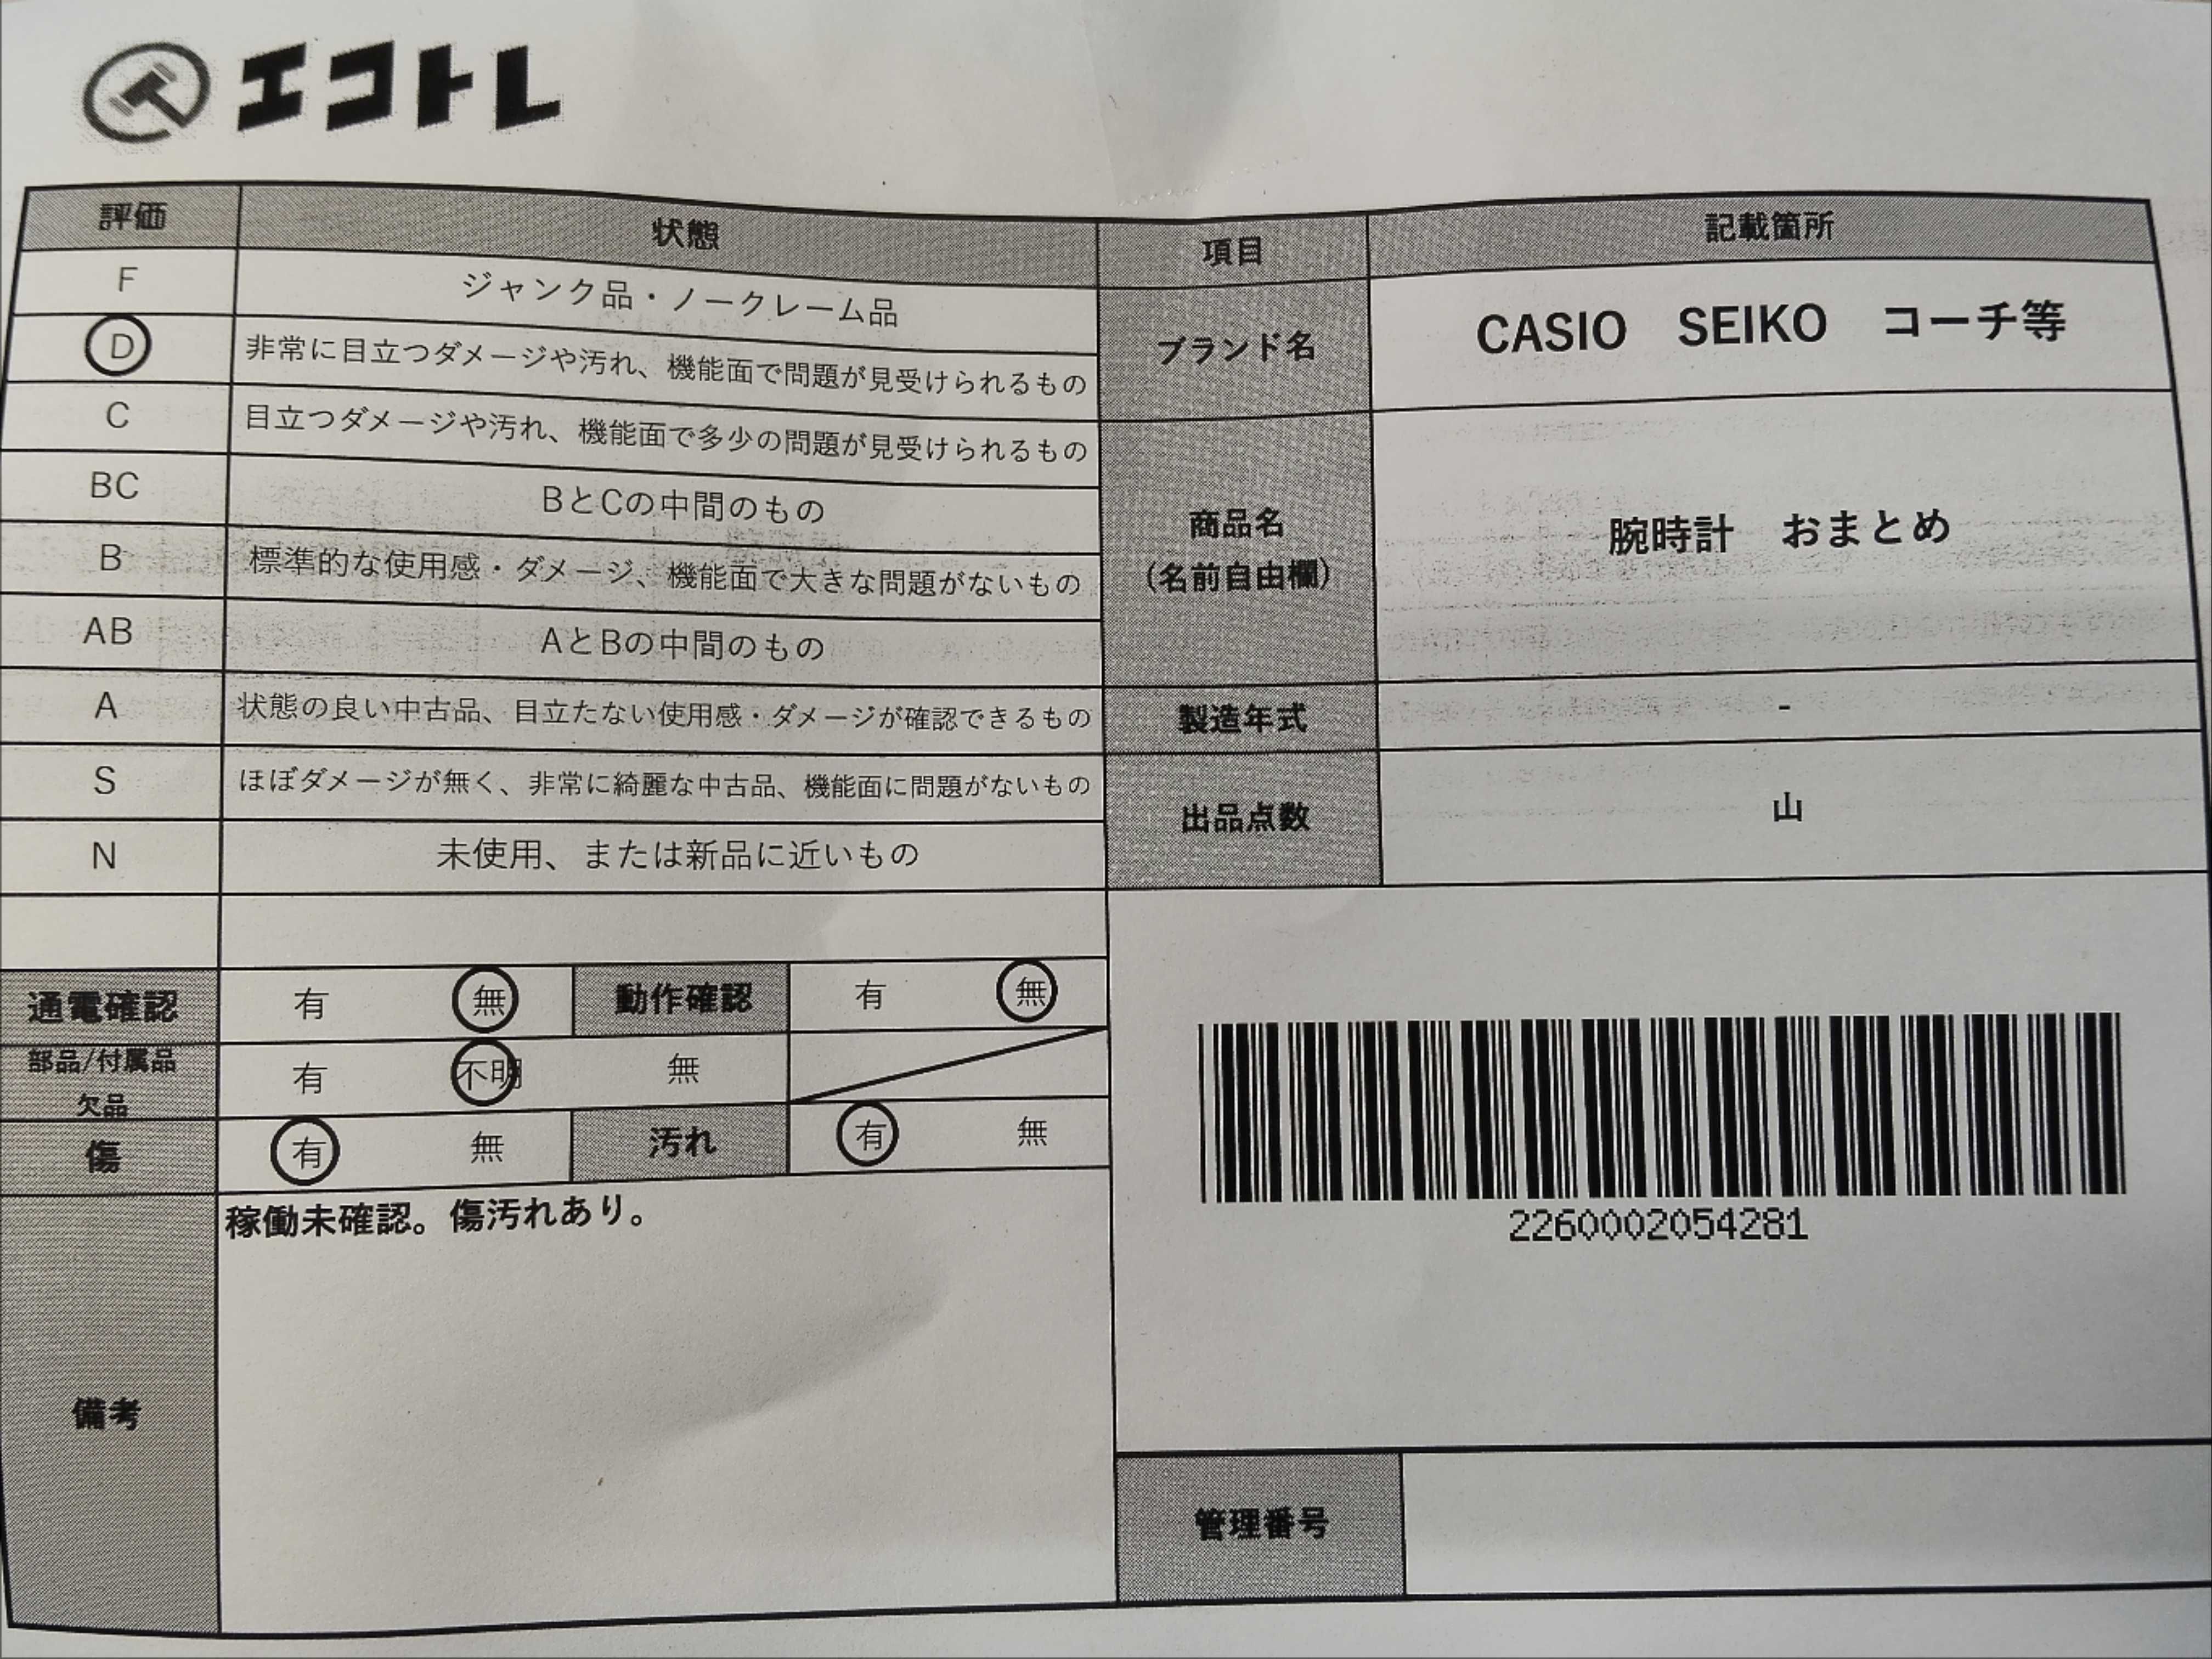 エコトレ
評価 状態
F ジャンク品・ノークレーム品
D 非常に目立つダメージや汚れ、機能面で問題が見受けられるもの
C 目立つダメージや汚れ、機能面で多少の問題が見受けられるもの
BC BとCの中間のもの
B 標準的な使用感・ダメージ、機能面で大きな問題がないもの
AB AとBの中間のもの
A 状態の良い中古品、目立たない使用感・ダメージが確認できるもの
S ほぼダメージが無く、非常に綺麗な中古品、機能面に問題がないもの
N 未使用、または新品に近いもの
通電確認 有 無 動作確認 有 無
部品/付属品
欠品 有 不明 無
傷 有 無 汚れ 有 無
備考 稼働未確認。傷汚れあり。
項目 記載箇所
ブランド名 CASIO SEIKO コーチ等
商品名
(名前自由欄) 腕時計 おまとめ
製造年式 -
出品点数 山
2260002054281
管理番号